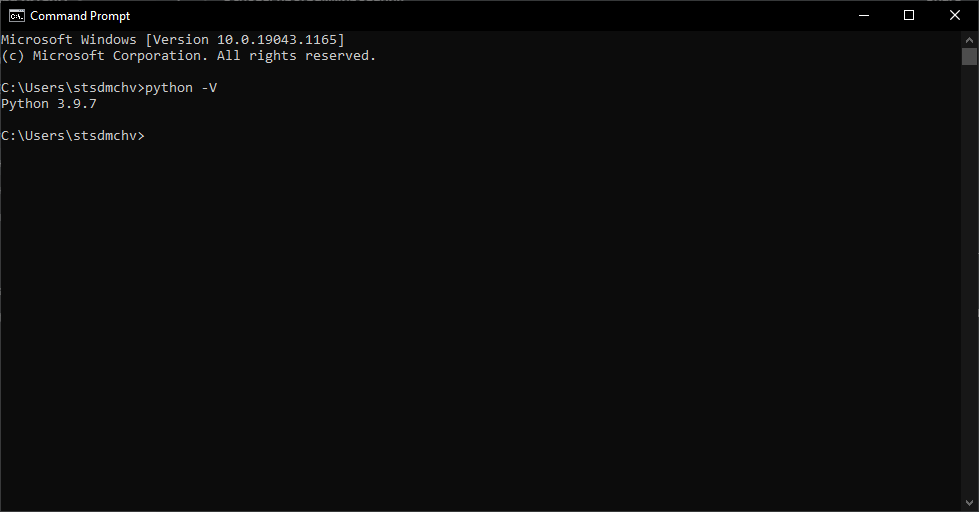 Command Prompt
Microsoft Windows [Version 10.0.19043.1165]
(c) Microsoft Corporation. All rights reserved.
C:\Users\stsdmchv>python -V
Python 3.9.7
C:\Users\stsdmchv>